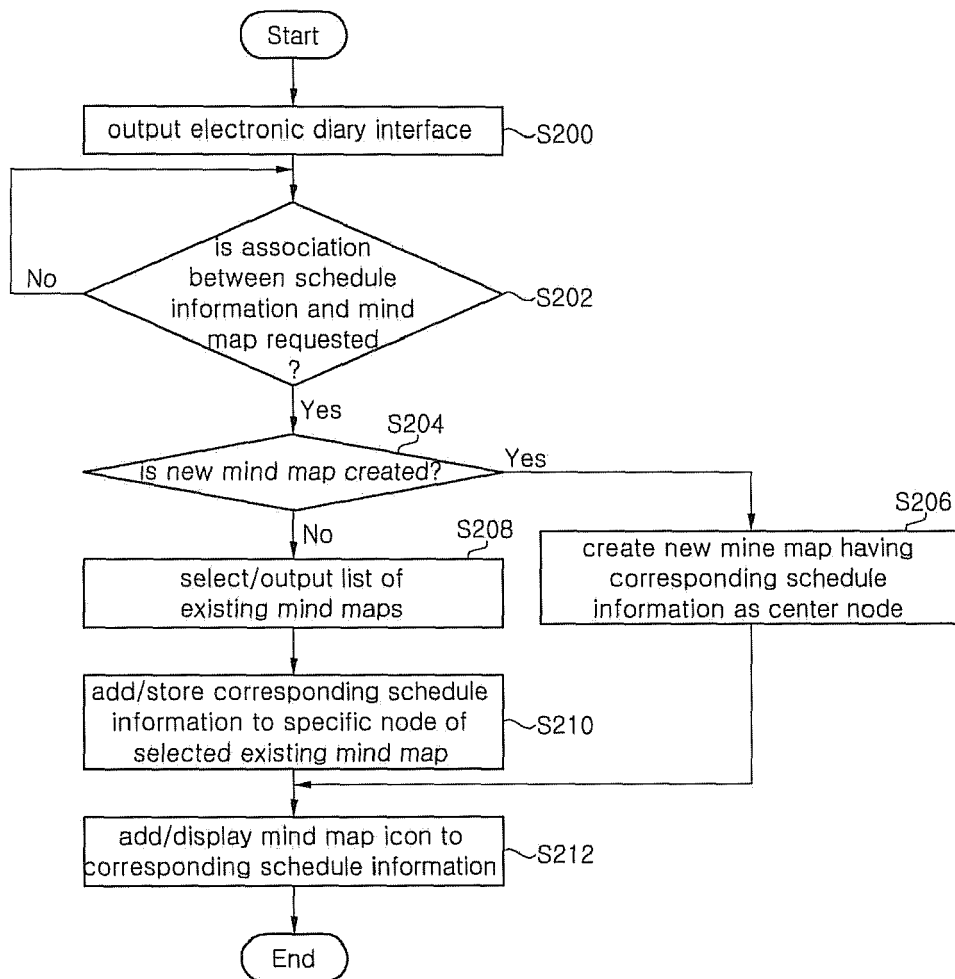 Start
output electronic diary interface
S200
is association
between schedule
information and mind
map requested
?
S202
No
Yes
S204
is new mind map created?
Yes
No
S206
create new mine map having
corresponding schedule
information as center node
S208
select/output list of
existing mind maps
add/store corresponding schedule
information to specific node of
selected existing mind map
S210
add/display mind map icon to
corresponding schedule information
S212
End